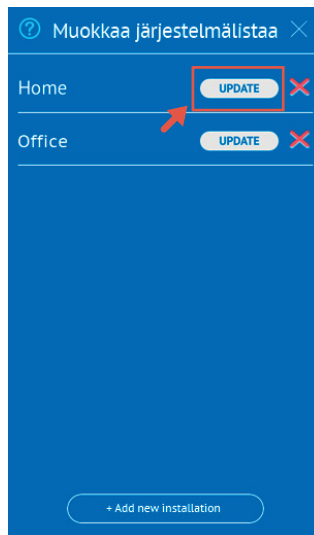 ? Muokkaa järjestelmälistaa
Home UPDATE
Office UPDATE
+ Add new installation